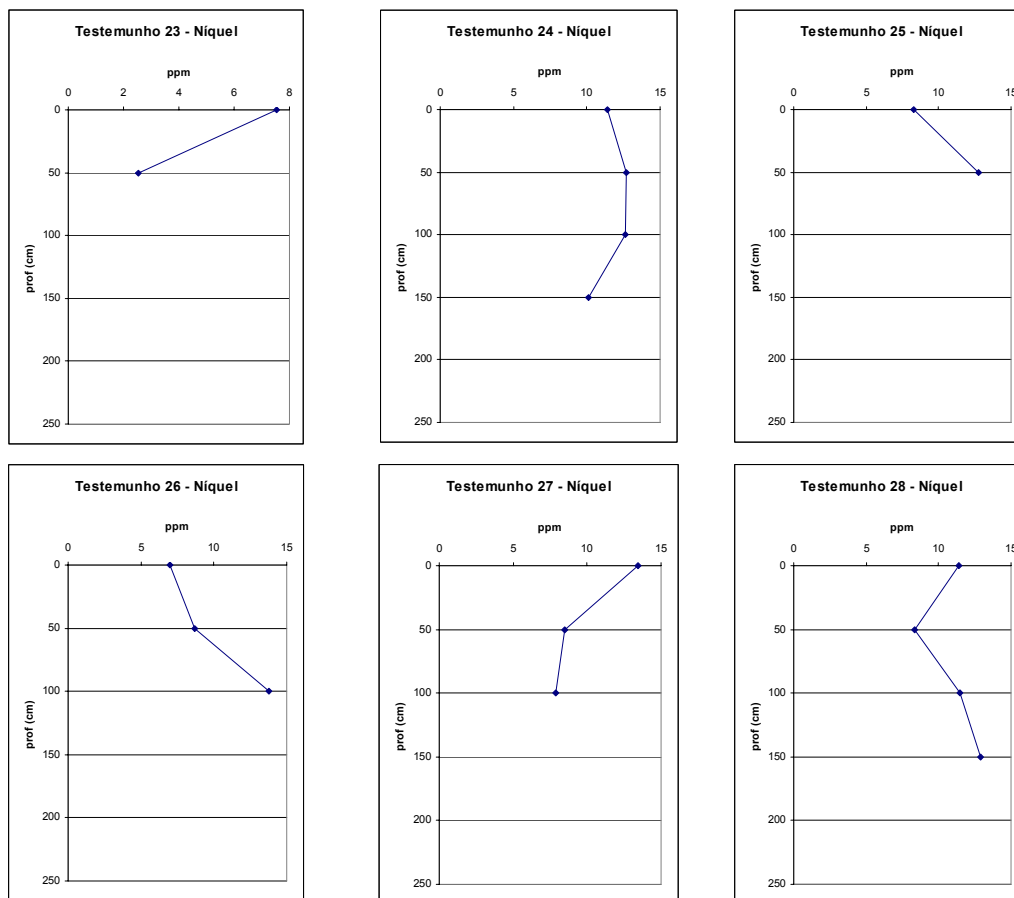 Testemunho 23 - Níquel
ppm
0 2 4 6 8
0
50
100
150
200
250
prof (cm)
Testemunho 24 - Níquel
ppm
0 5 10 15
0
50
100
150
200
250
prof (cm)
Testemunho 25 - Níquel
ppm
0 5 10 15
0
50
100
150
200
250
prof (cm)
Testemunho 26 - Níquel
ppm
0 5 10 15
0
50
100
150
200
250
prof (cm)
Testemunho 27 - Níquel
ppm
0 5 10 15
0
50
100
150
200
250
prof (cm)
Testemunho 28 - Níquel
ppm
0 5 10 15
0
50
100
150
200
250
prof (cm)